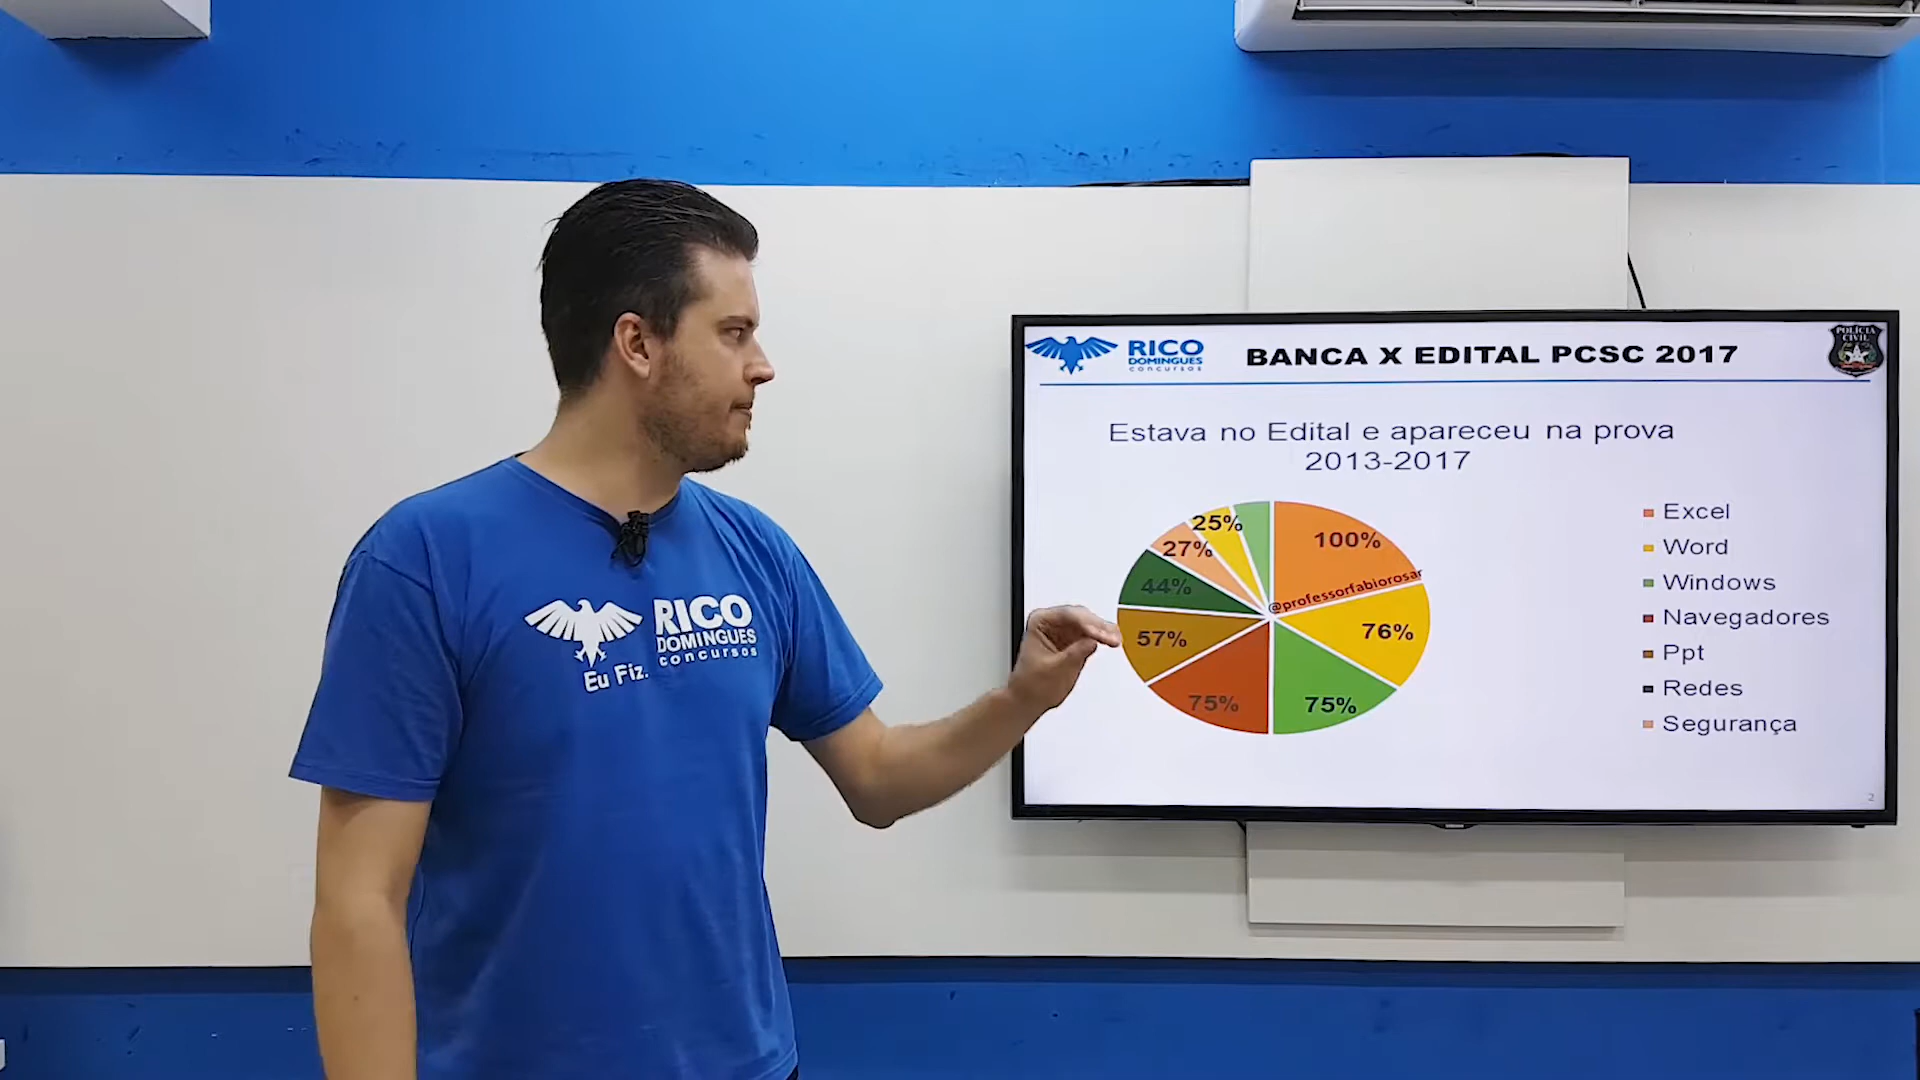 RICO
DOMINGUES
concursos
BANCA X EDITAL PCSC 2017
POLÍCIA
CIVIL
Estava no Edital e apareceu na prova
2013-2017
25%
100%
27%
44%
@professorfabiorosar
76%
57%
75%
75%
Excel
Word
Windows
Navegadores
Ppt
Redes
Segurança
2
RICO
DOMINGUES
concursos
Eu Fiz.